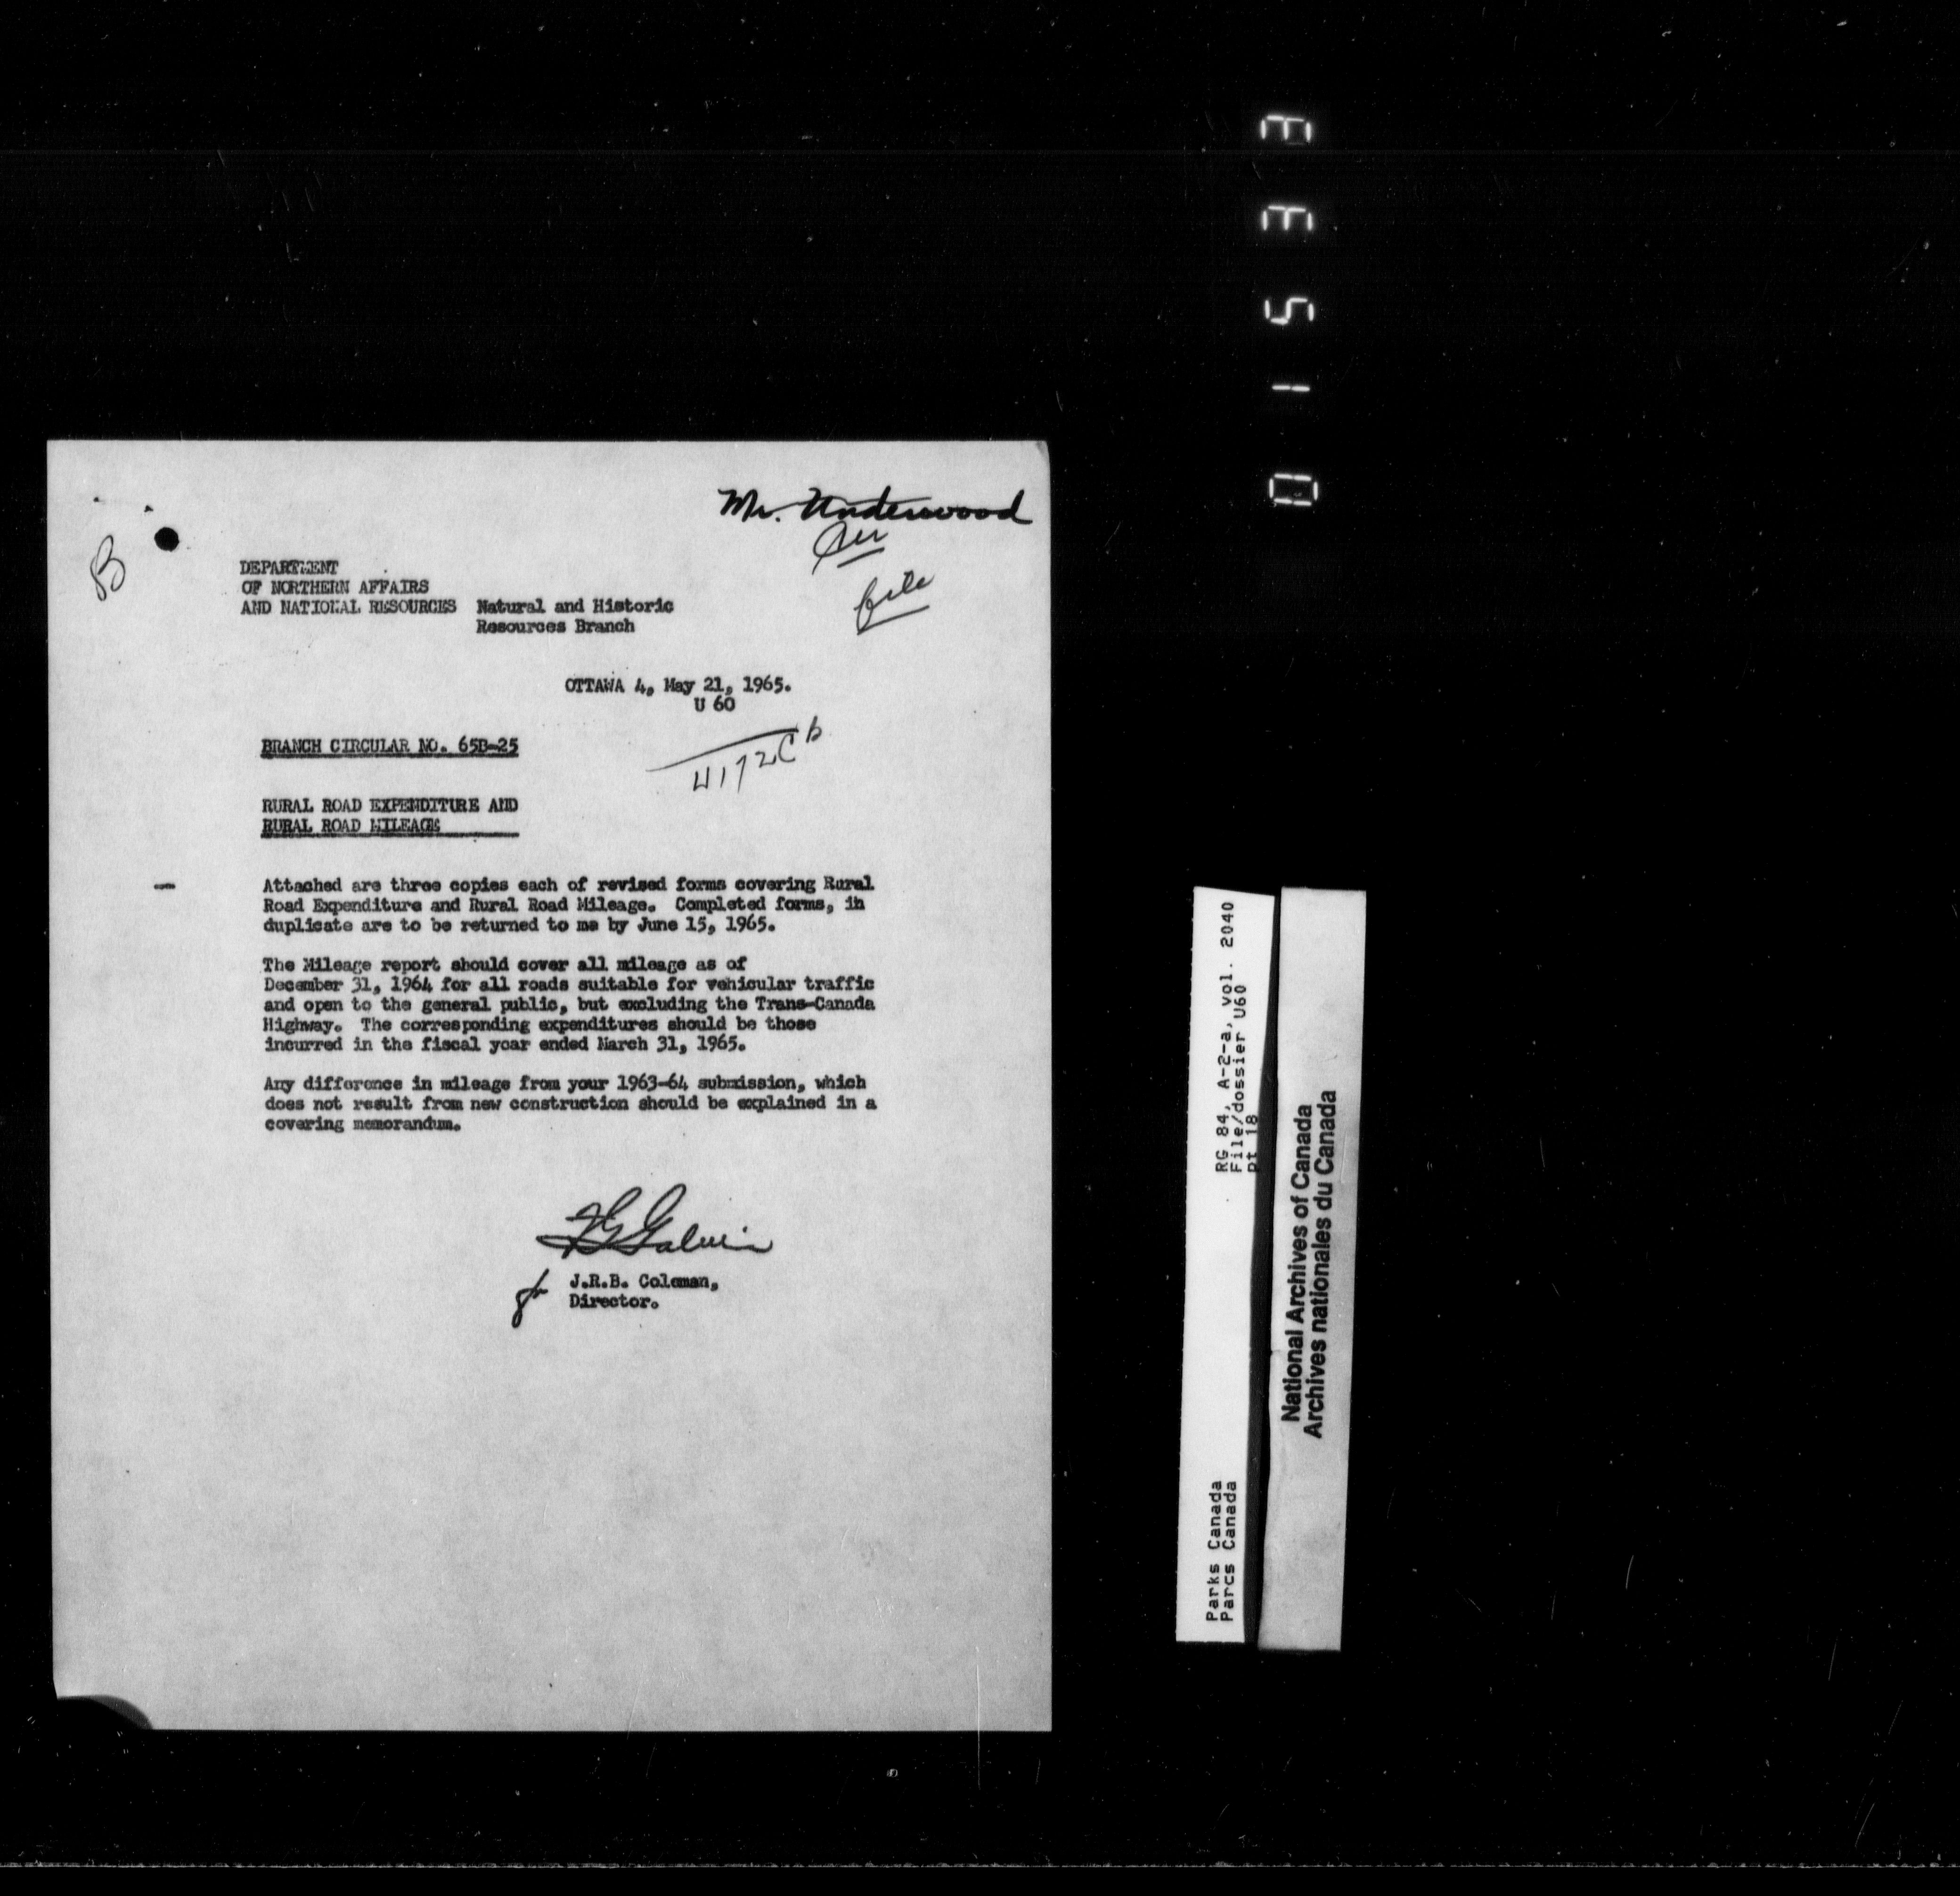 Mr. Underwood
file
B
DEPARTMENT
OF NORTHERN AFFAIRS
AND NATIONAL RESOURCES Natural and Historic
Resources Branch
OTTAWA 4, May 21, 1965.
U 60
BRANCH CIRCULAR NO. 65B-25
RURAL ROAD EXPENDITURE AND
RURAL ROAD MILEAGE
Attached are three copies each of revised forms covering Rural
Road Expenditure and Rural Road Mileage. Completed forms, in
duplicate are to be returned to me by June 15, 1965.
The Mileage report should cover all mileage as of
December 31, 1964 for all roads suitable for vehicular traffic
and open to the general public, but excluding the Trans-Canada
Highway. The corresponding expenditures should be those
incurred in the fiscal year ended March 31, 1965.
Any difference in mileage from your 1963-64 submission, which
does not result from new construction should be explained in a
covering memorandum.
J.R.B. Coleman,
Director.
01533
RG 84, A-2-a, vol. 2040
File/dossier U60
pt 18
Parks Canada
Parcs Canada
National Archives of Canada
Archives nationales du Canada